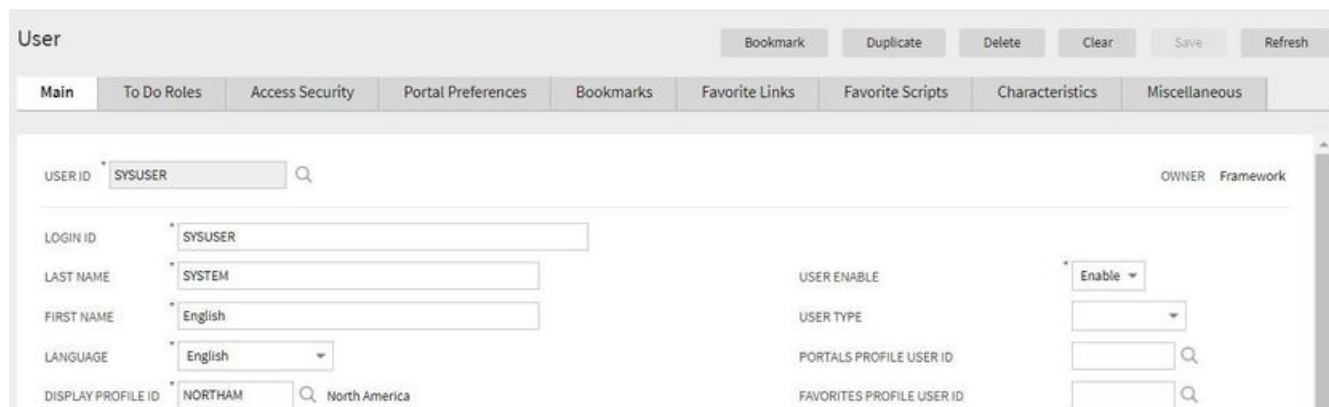 User Bookmark Duplicate Delete Clear Save Refresh
Main To Do Roles Access Security Portal Preferences Bookmarks Favorite Links Favorite Scripts Characteristics Miscellaneous
USER ID * SYSUSER OWNER Framework
LOGIN ID * SYSUSER
LAST NAME * SYSTEM USER ENABLE * Enable
FIRST NAME * English USER TYPE
LANGUAGE * English PORTALS PROFILE USER ID
DISPLAY PROFILE ID * NORTHAM North America FAVORITES PROFILE USER ID